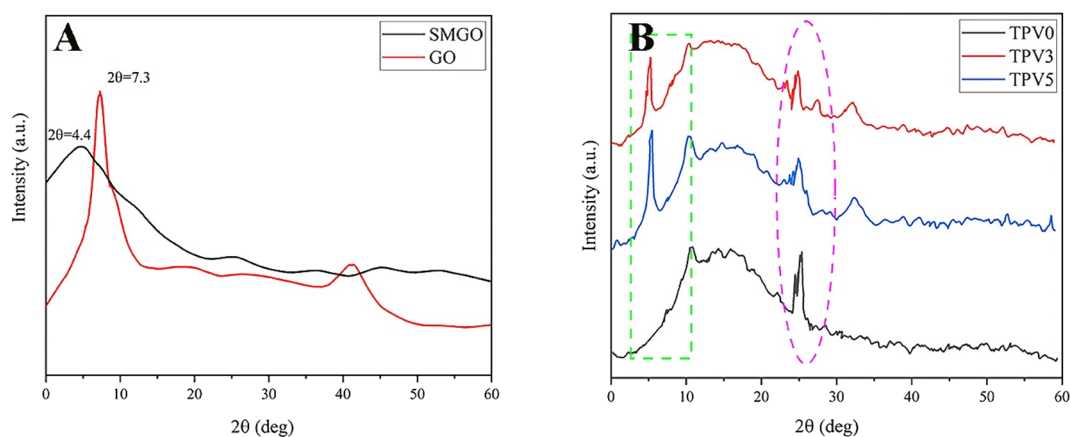 A
SMGO
GO
2θ=7.3
2θ=4.4
Intensity (a.u.)
0 10 20 30 40 50 60
2θ (deg)
B
TPV0
TPV3
TPV5
Intensity (a.u.)
0 10 20 30 40 50 60
2θ (deg)